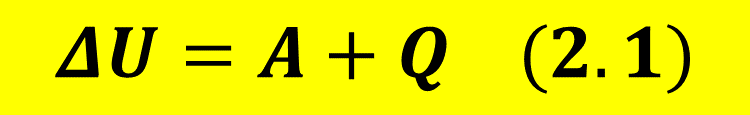 ΔU = A + Q (2.1)